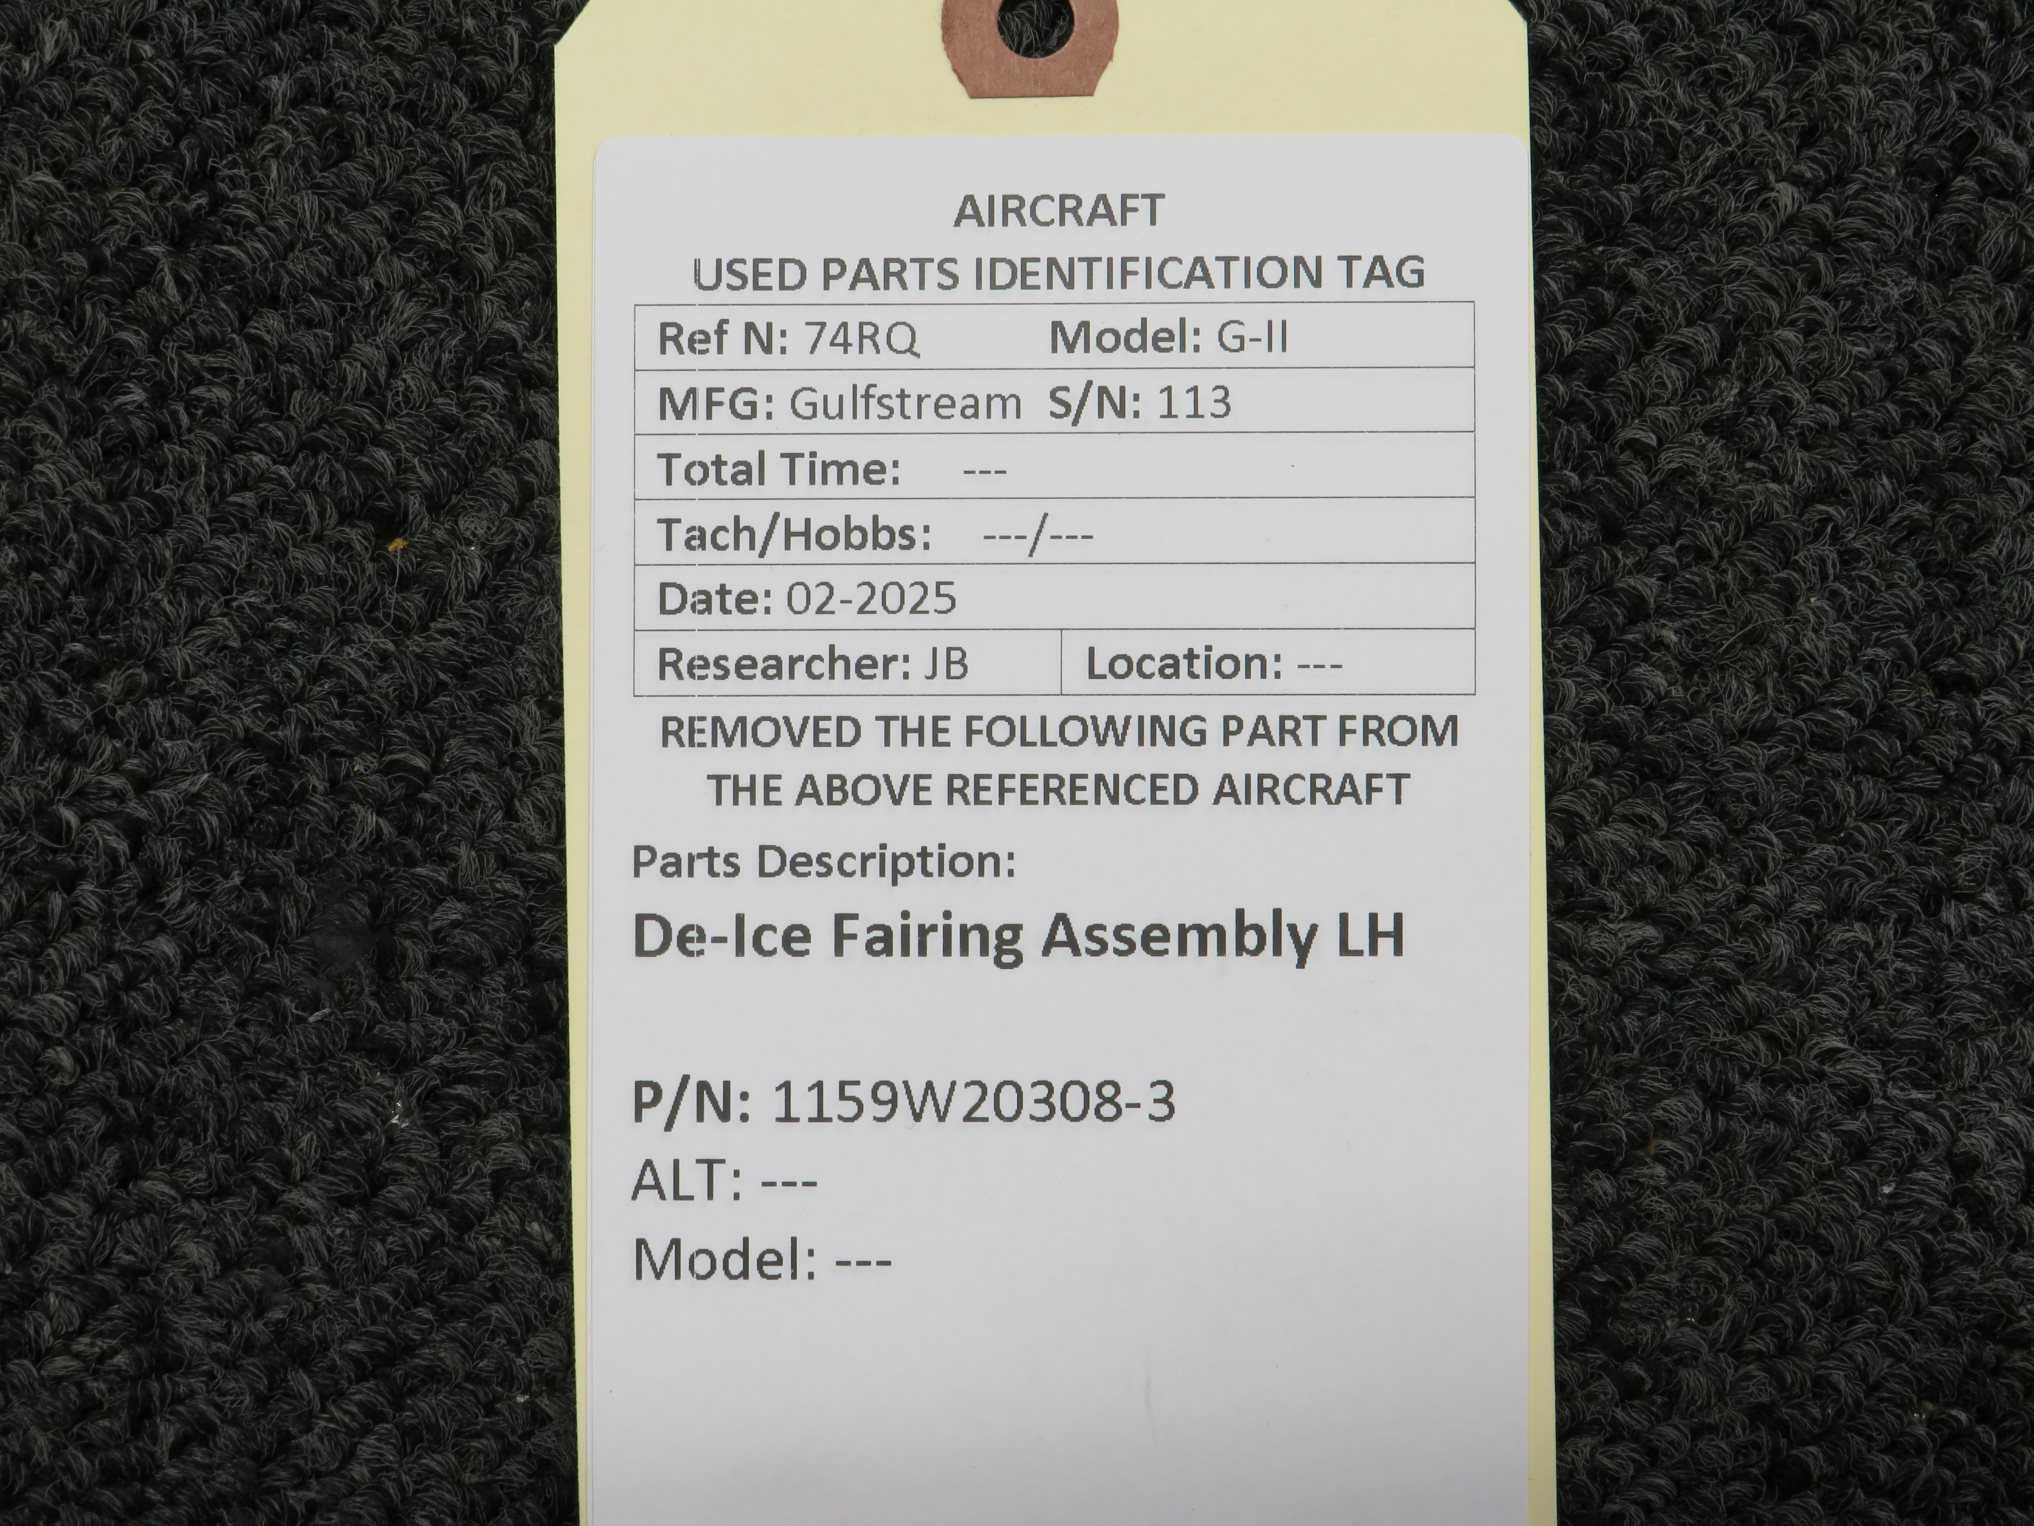 AIRCRAFT
USED PARTS IDENTIFICATION TAG
Ref N: 74RQ Model: G-II
MFG: Gulfstream S/N: 113
Total Time: ---
Tach/Hobbs: ---/---
Date: 02-2025
Researcher: JB Location: ---
REMOVED THE FOLLOWING PART FROM
THE ABOVE REFERENCED AIRCRAFT
Parts Description:
De-Ice Fairing Assembly LH
P/N: 1159W20308-3
ALT: ---
Model: ---